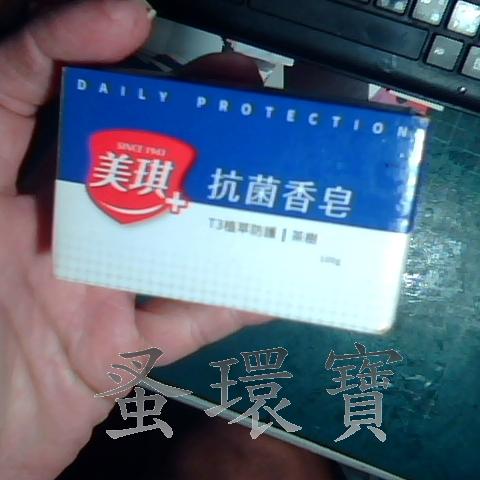 DAILY PROTECTION
SINCE 1943
美琪
抗菌香皂
T3植萃防護 | 茶樹
100g
蚤環寶